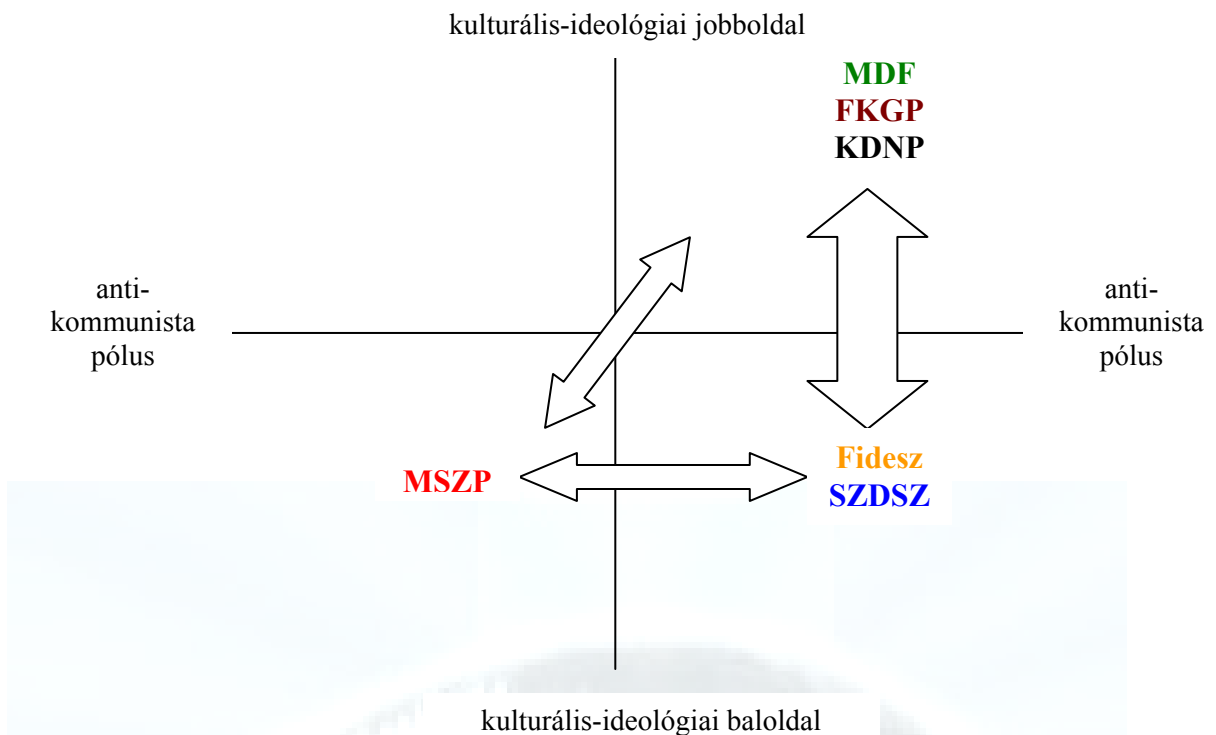 kulturális-ideológiai jobboldal
MDF
FKGP
KDNP
anti-
kommunista
pólus
anti-
kommunista
pólus
MSZP
Fidesz
SZDSZ
kulturális-ideológiai baloldal